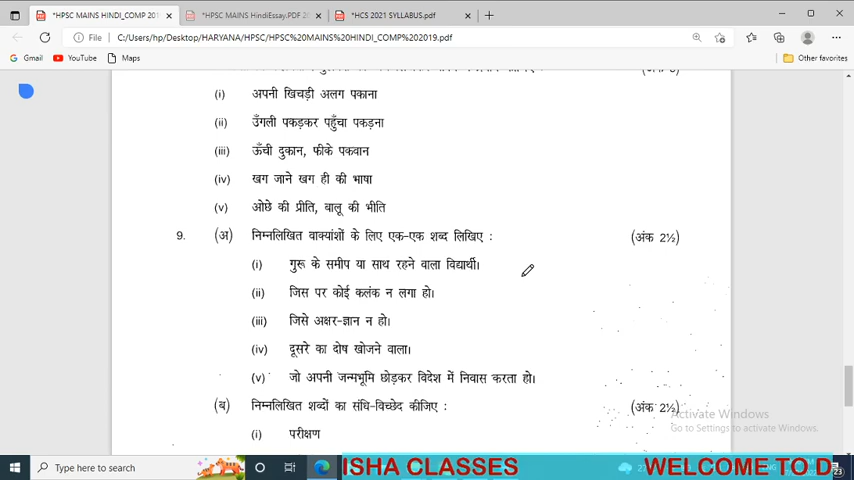 *HPSC MAINS HINDI_COMP 2019
*HPSC MAINS HindiEssay.PDF 2
*HCS 2021 SYLLABUS.pdf
File
C:/Users/hp/Desktop/HARYANA/HPSC/HPSC%20MAINS%20HINDI_COMP%202019.pdf
Gmail
YouTube
Maps
Other favorites
(i) अपनी खिचड़ी अलग पकाना
(ii) उँगली पकड़कर पहुँचा पकड़ना
(iii) ऊँची दुकान, फीके पकवान
(iv) खग जाने खग ही की भाषा
(v) ओछे की प्रीति, बालू की भीति
9. (अ) निम्नलिखित वाक्यांशों के लिए एक-एक शब्द लिखिए : (अंक 2½)
(i) गुरू के समीप या साथ रहने वाला विद्यार्थी।
(ii) जिस पर कोई कलंक न लगा हो।
(iii) जिसे अक्षर-ज्ञान न हो।
(iv) दूसरे का दोष खोजने वाला।
(v) जो अपनी जन्मभूमि छोड़कर विदेश में निवास करता हो।
(ब) निम्नलिखित शब्दों का संधि-विच्छेद कीजिए : (अंक 2½)
Activate Windows
Go to Settings to activate Windows.
(i) परीक्षण
Type here to search
ISHA CLASSES
WELCOME TO D
23